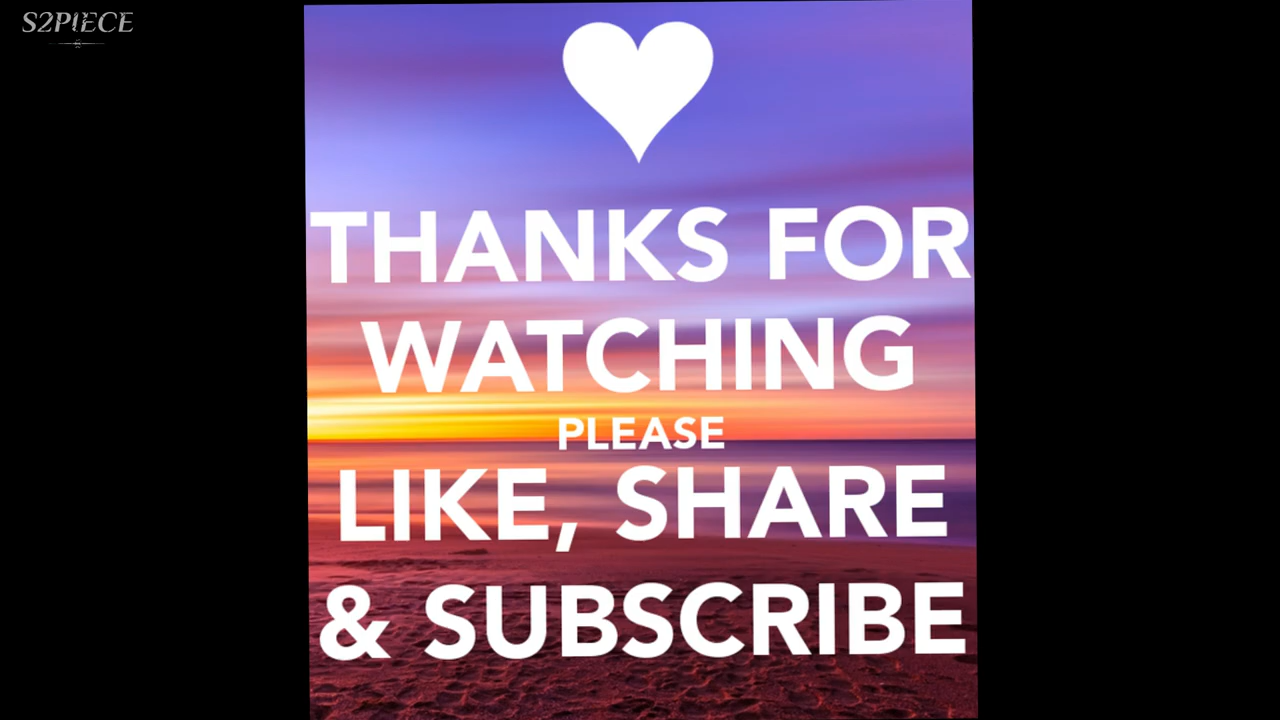 S2PIECE
THANKS FOR
WATCHING
PLEASE
LIKE, SHARE
& SUBSCRIBE